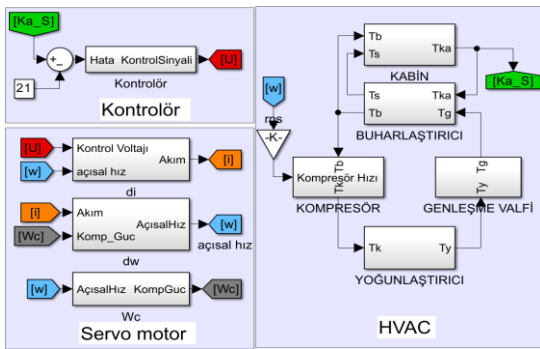 [Ka_S]
+_
21
Hata KontrolSinyali
Kontrolör
[U]
Kontrolör
[U]
[w]
Kontrol Voltajı
açısal hız
Akım
di
[i]
[i]
[Wc]
Akım
Komp_Guc
AçısalHız
dw
[w]
açısal hız
[w]
AçısalHız KompGuc
Wc
[Wc]
Servo motor
[w]
rps
-K-
Tb
Ts
Tka
KABİN
[Ka_S]
Ts
Tb
Tka
Tg
BUHARLAŞTIRICI
Tb
Kompresör Hızı
Tk
KOMPRESÖR
Tg
Ty
GENLEŞME VALFİ
Tk
Ty
YOĞUNLAŞTIRICI
HVAC